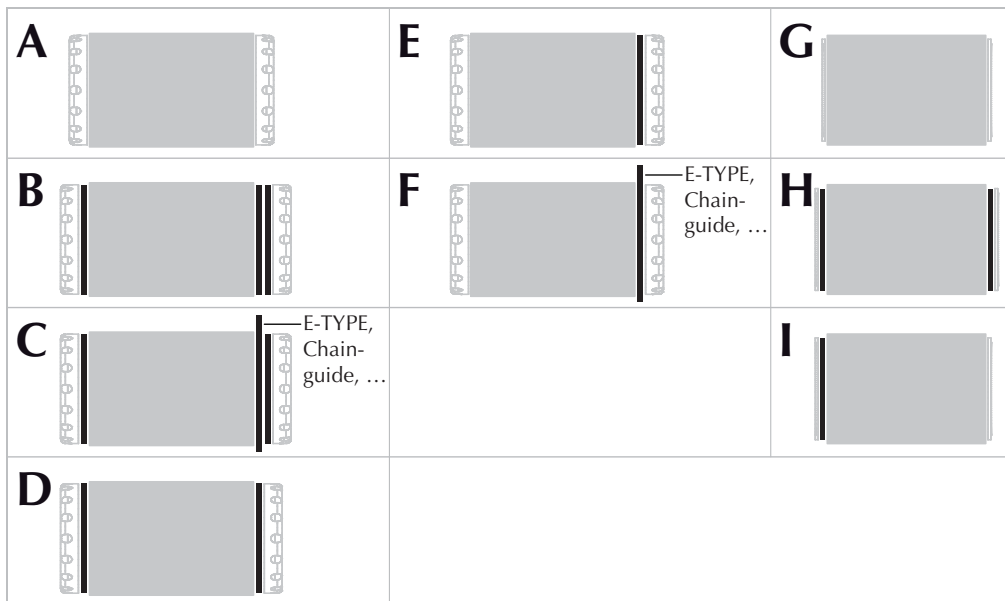 A
E
G
B
F
E-TYPE,
Chain-
guide, …
H
C
E-TYPE,
Chain-
guide, …
I
D